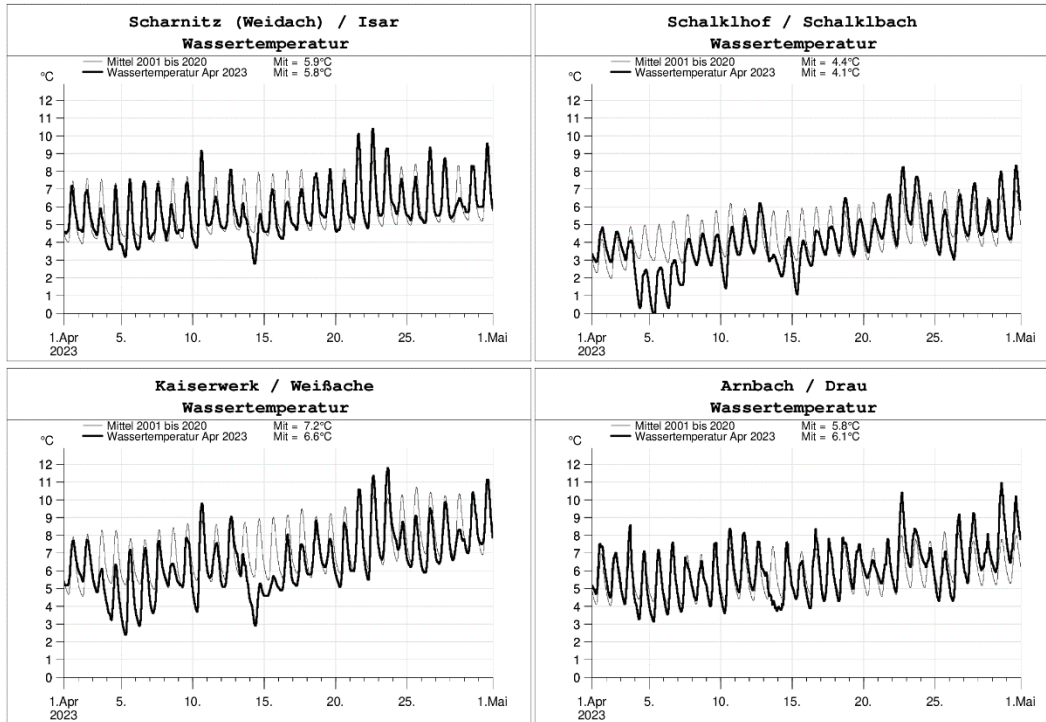 Scharnitz (Weidach) / Isar
Wassertemperatur
°C
Mittel 2001 bis 2020 Mit = 5.9°C
Wassertemperatur Apr 2023 Mit = 5.8°C
12
11
10
9
8
7
6
5
4
3
2
1
0
1.Apr 5. 10. 15. 20. 25. 1.Mai
2023
Schalklhof / Schalklbach
Wassertemperatur
°C
Mittel 2001 bis 2020 Mit = 4.4°C
Wassertemperatur Apr 2023 Mit = 4.1°C
12
11
10
9
8
7
6
5
4
3
2
1
0
1.Apr 5. 10. 15. 20. 25. 1.Mai
2023
Kaiserwerk / Weißache
Wassertemperatur
°C
Mittel 2001 bis 2020 Mit = 7.2°C
Wassertemperatur Apr 2023 Mit = 6.6°C
12
11
10
9
8
7
6
5
4
3
2
1
0
1.Apr 5. 10. 15. 20. 25. 1.Mai
2023
Arnbach / Drau
Wassertemperatur
°C
Mittel 2001 bis 2020 Mit = 5.8°C
Wassertemperatur Apr 2023 Mit = 6.1°C
12
11
10
9
8
7
6
5
4
3
2
1
0
1.Apr 5. 10. 15. 20. 25. 1.Mai
2023